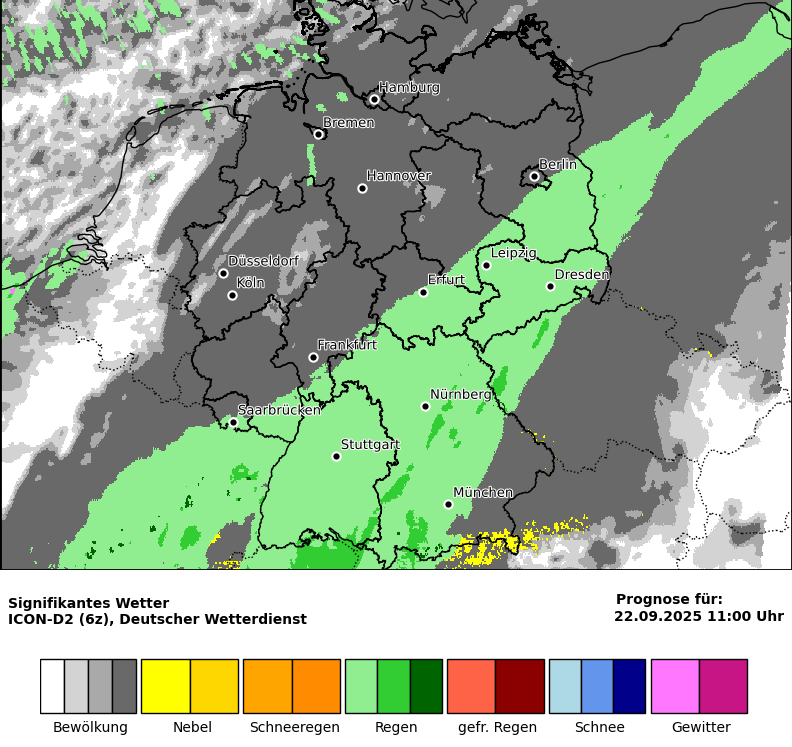 Hamburg
Bremen
Hannover
Berlin
Düsseldorf
Köln
Leipzig
Dresden
Erfurt
Frankfurt
Nürnberg
Saarbrücken
Stuttgart
München
Signifikantes Wetter
ICON-D2 (6z), Deutscher Wetterdienst
Prognose für:
22.09.2025 11:00 Uhr
Bewölkung
Nebel
Schneeregen
Regen
gefr. Regen
Schnee
Gewitter